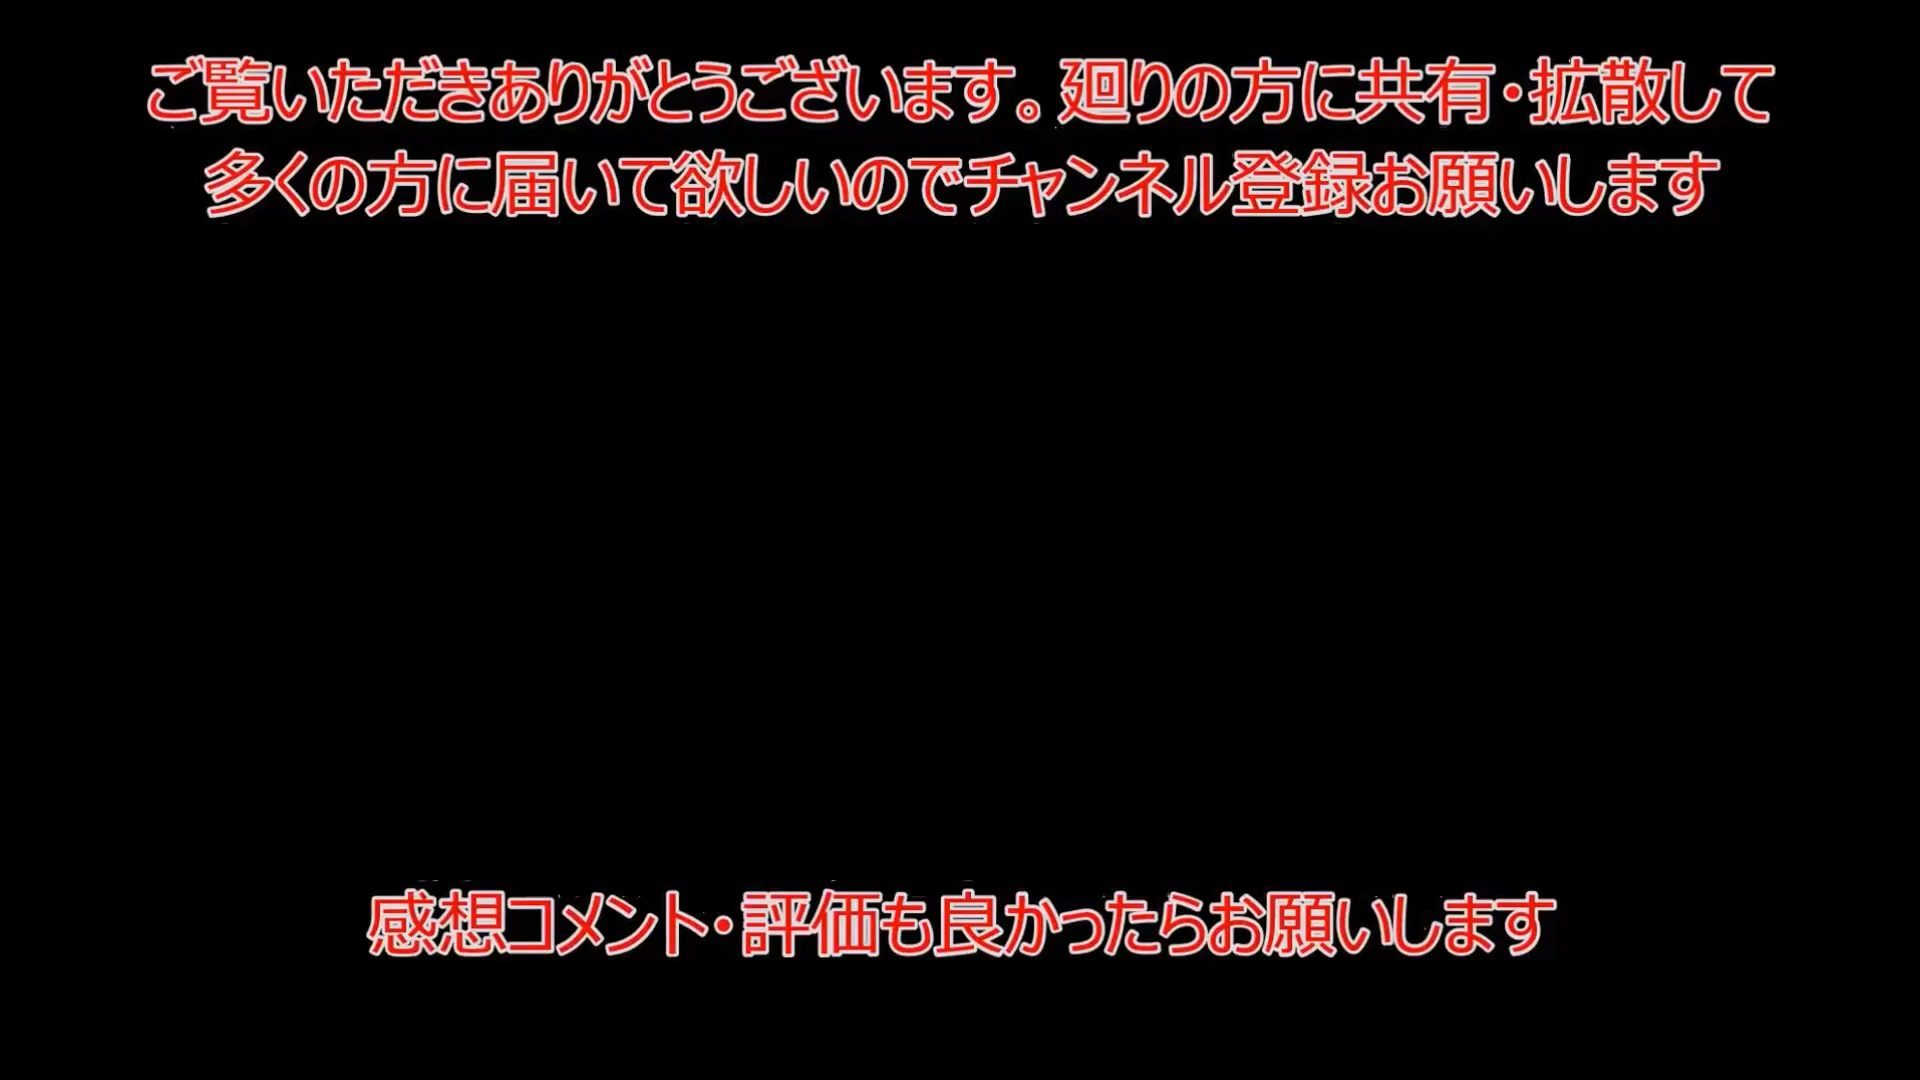 ご覧いただきありがとうございます。廻りの方に共有・拡散して
多くの方に届いて欲しいのでチャンネル登録お願いします
感想コメント・評価も良かったらお願いします